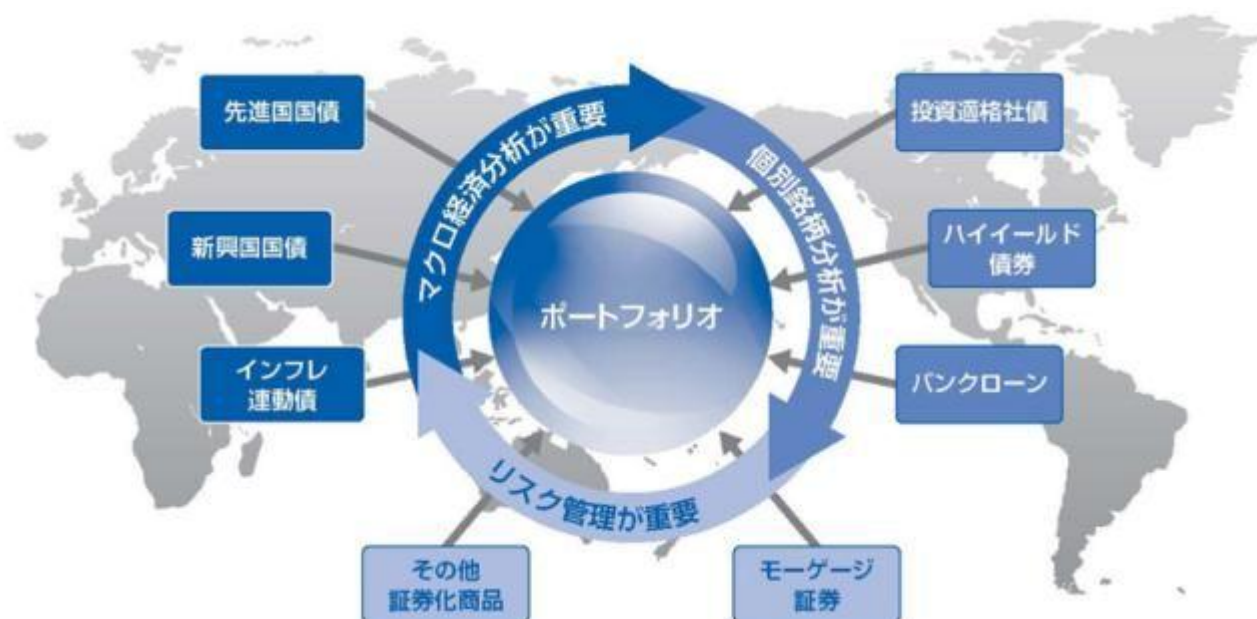 先進国国債
新興国国債
インフレ
連動債
マクロ経済分析が重要
ポートフォリオ
個別銘柄分析が重要
投資適格社債
ハイイールド
債券
バンクローン
リスク管理が重要
その他
証券化商品
モーゲージ
証券